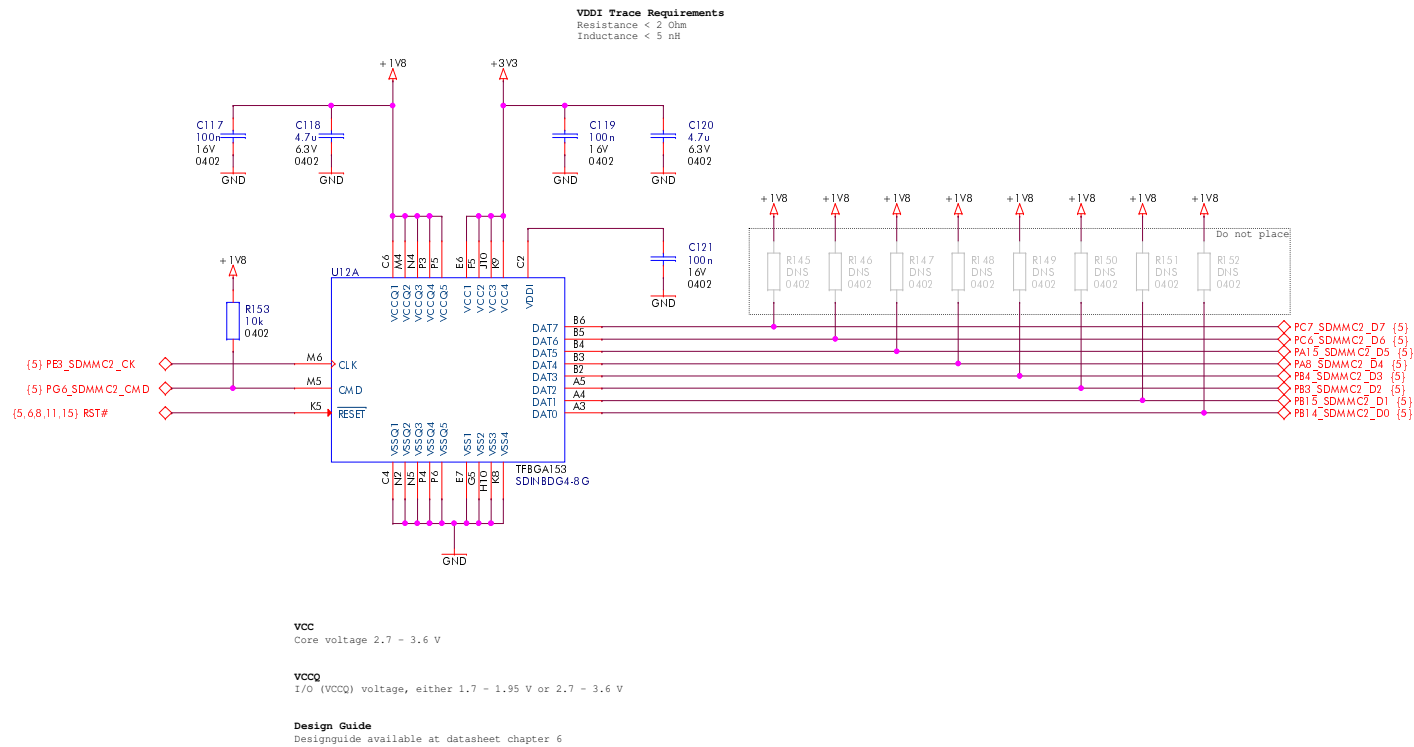 VDDI Trace Requirements
Resistance < 2 Ohm
Inductance < 5 nH
+1V8
+3V3
C117
100n
16V
0402
GND
C118
4.7u
6.3V
0402
GND
C119
100n
16V
0402
GND
C120
4.7u
6.3V
0402
GND
+1V8 +1V8 +1V8 +1V8 +1V8 +1V8 +1V8 +1V8
Do not place
R145
DNS
0402
R146
DNS
0402
R147
DNS
0402
R148
DNS
0402
R149
DNS
0402
R150
DNS
0402
R151
DNS
0402
R152
DNS
0402
C121
100n
16V
0402
GND
+1V8
R153
10k
0402
U12A
C6 M4 N4 P3 P5 E6 F5 J10 K9 C2
VCCQ1 VCCQ2 VCCQ3 VCCQ4 VCCQ5 VCC1 VCC2 VCC3 VCC4 VDDI
DAT7 B6 PC7_SDMMC2_D7 {5}
DAT6 B5 PC6_SDMMC2_D6 {5}
DAT5 B4 PA15_SDMMC2_D5 {5}
DAT4 B3 PA8_SDMMC2_D4 {5}
DAT3 B2 PB4_SDMMC2_D3 {5}
DAT2 A5 PB3_SDMMC2_D2 {5}
DAT1 A4 PB15_SDMMC2_D1 {5}
DAT0 A3 PB14_SDMMC2_D0 {5}
{5} PE3_SDMMC2_CK M6 CLK
{5} PG6_SDMMC2_CMD M5 CMD
{5,6,8,11,15} RST# K5 RESET
VSSQ1 VSSQ2 VSSQ3 VSSQ4 VSSQ5 VSS1 VSS2 VSS3 VSS4
C4 N2 N5 P4 P6 E7 G5 H10 K8
TFBGA153
SDINBDG4-8G
GND
VCC
Core voltage 2.7 - 3.6 V
VCCQ
I/O (VCCQ) voltage, either 1.7 - 1.95 V or 2.7 - 3.6 V
Design Guide
Designguide available at datasheet chapter 6